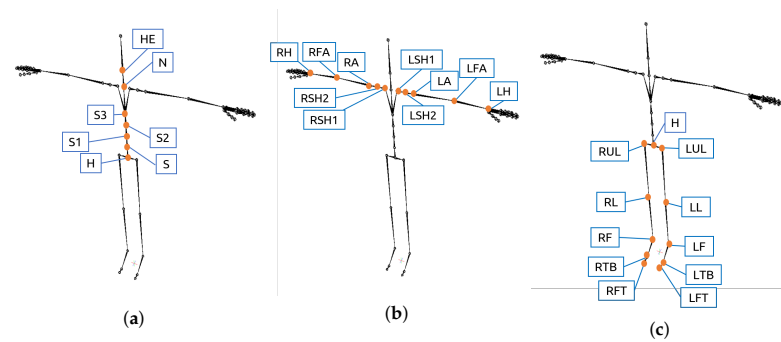 HE
N
S3
S2
S1
S
H
(a)
RH
RFA
RA
LSH1
LFA
LA
LH
RSH2
LSH2
RSH1
(b)
H
RUL
LUL
RL
LL
RF
LF
RTB
LTB
RFT
LFT
(c)